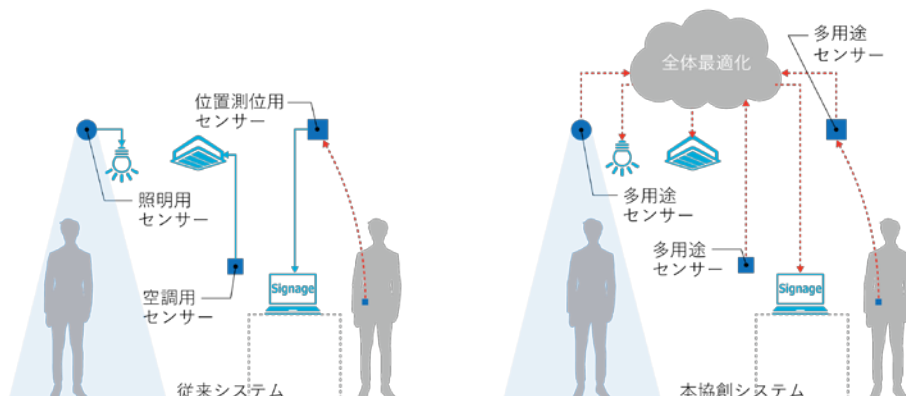 位置測位用
センサー
照明用
センサー
空調用
センサー
Signage
従来システム
全体最適化
多用途
センサー
多用途
センサー
多用途
センサー
Signage
本協創システム